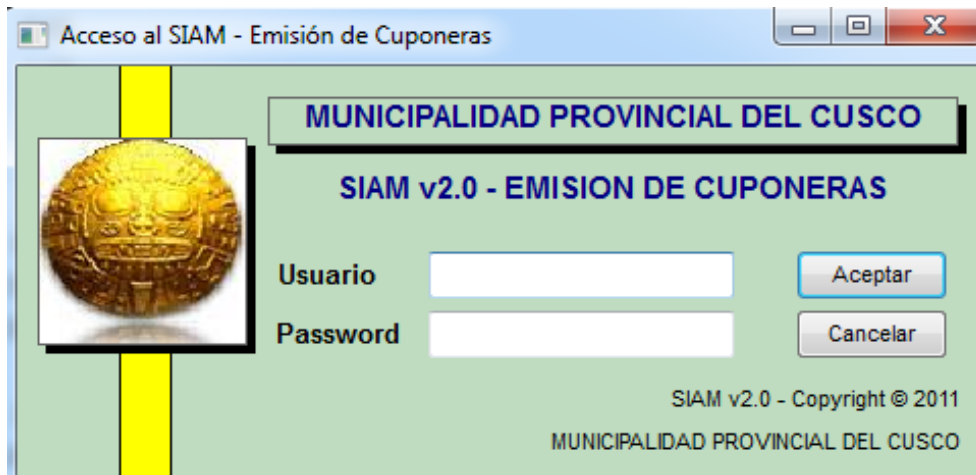 Acceso al SIAM - Emisión de Cuponeras
MUNICIPALIDAD PROVINCIAL DEL CUSCO
SIAM v2.0 - EMISION DE CUPONERAS
Usuario
Aceptar
Password
Cancelar
SIAM v2.0 - Copyright © 2011
MUNICIPALIDAD PROVINCIAL DEL CUSCO